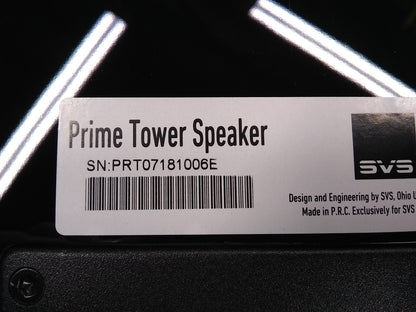 Prime Tower Speaker
SN:PRT07181006E
SVS
Design and Engineering by SVS, Ohio U
Made in P.R.C. Exclusively for SVS